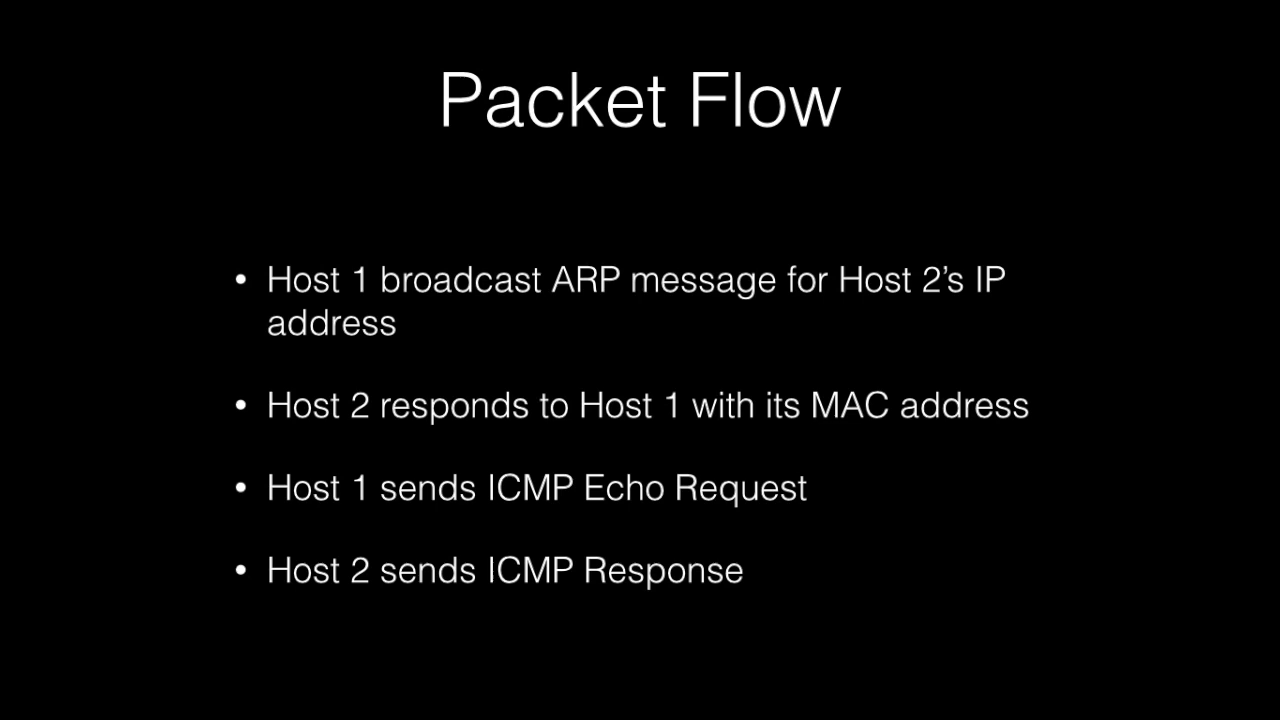 Packet Flow
• Host 1 broadcast ARP message for Host 2’s IP
address
• Host 2 responds to Host 1 with its MAC address
• Host 1 sends ICMP Echo Request
• Host 2 sends ICMP Response